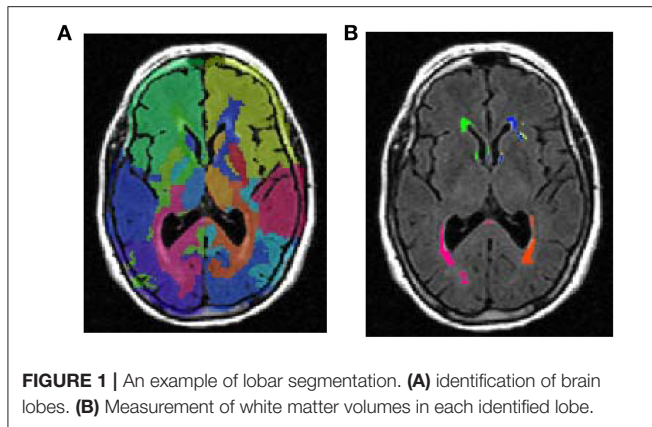 A
B
FIGURE 1 | An example of lobar segmentation. (A) identification of brain
lobes. (B) Measurement of white matter volumes in each identified lobe.